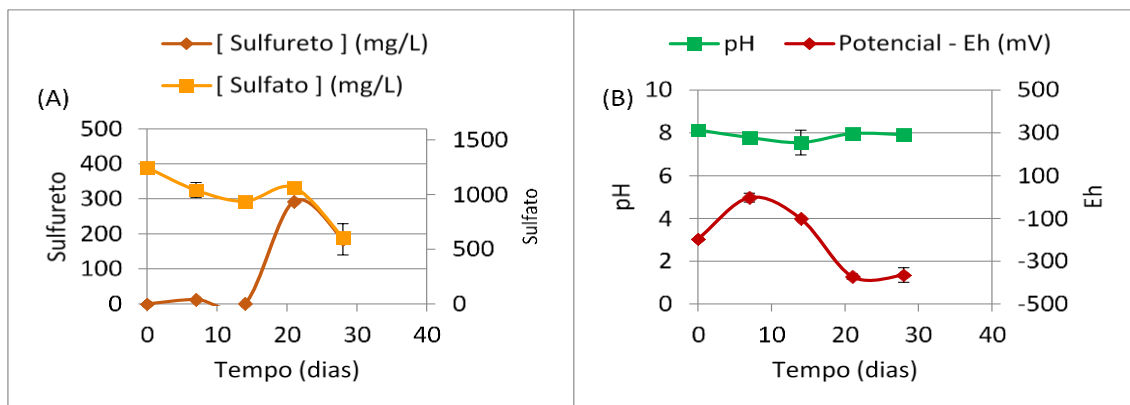 [ Sulfureto ] (mg/L)
[ Sulfato ] (mg/L)
(A)
500
400
300
200
100
0
Sulfureto
1500
1000
500
0
Sulfato
0 10 20 30 40
Tempo (dias)
pH Potencial - Eh (mV)
(B)
10
8
6
4
2
0
pH
500
300
100
-100
-300
-500
Eh
0 10 20 30 40
Tempo (dias)